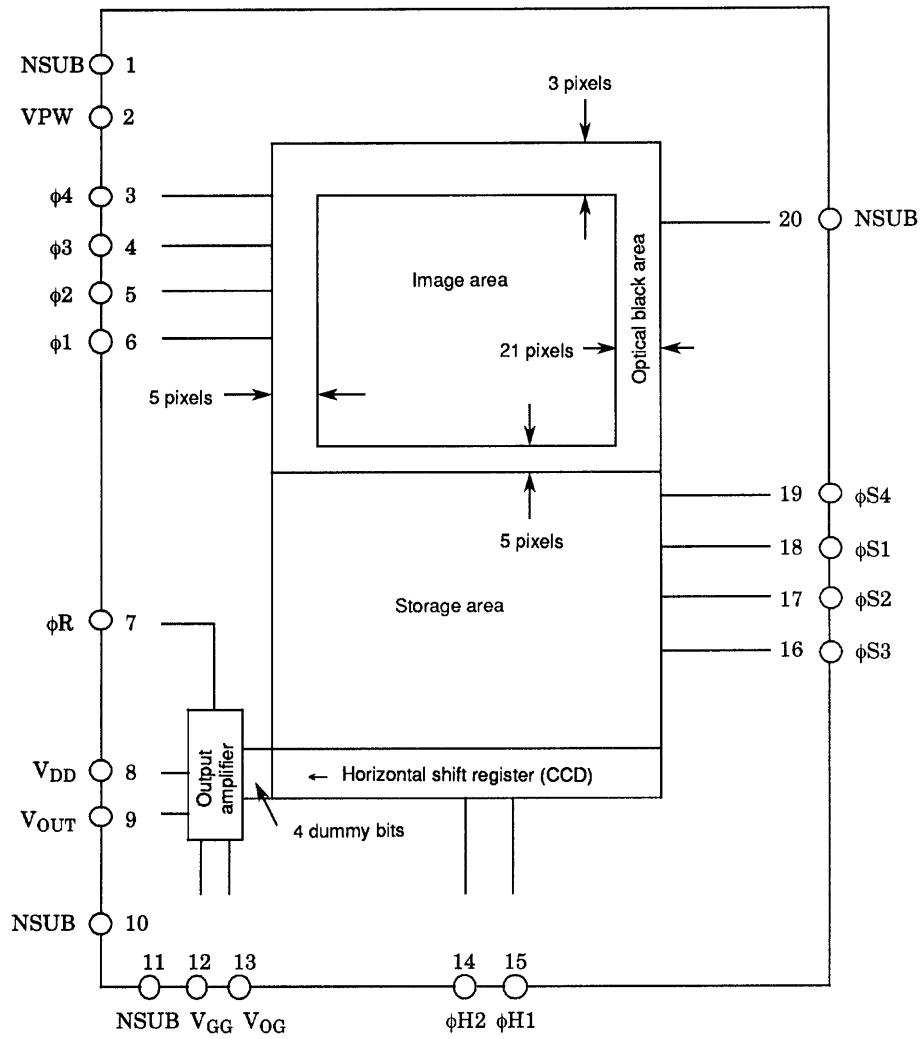 NSUB 1
3 pixels
VPW 2
ϕ4 3
20 NSUB
ϕ3 4
Image area
Optical black area
ϕ2 5
ϕ1 6
21 pixels
5 pixels
19 ϕS4
5 pixels
18 ϕS1
17 ϕS2
Storage area
ϕR 7
16 ϕS3
Output
amplifier
VDD 8
← Horizontal shift register (CCD)
VOUT 9
4 dummy bits
NSUB 10
11 12 13 14 15
NSUB VGG VOG ϕH2 ϕH1